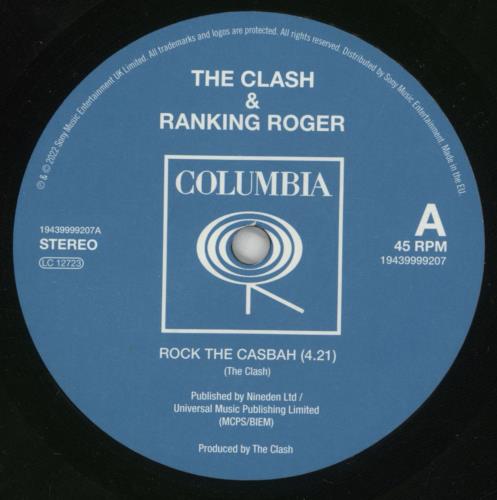 ℗ & © 2022 Sony Music Entertainment UK Limited. All trademarks and logos are protected. All rights reserved. Distributed by Sony Music Entertainment. Made in the EU.
THE CLASH
&
RANKING ROGER
COLUMBIA
19439999207A
STEREO
LC 12723
A
45 RPM
19439999207
ROCK THE CASBAH (4.21)
(The Clash)
Published by Nineden Ltd /
Universal Music Publishing Limited
(MCPS/BIEM)
Produced by The Clash